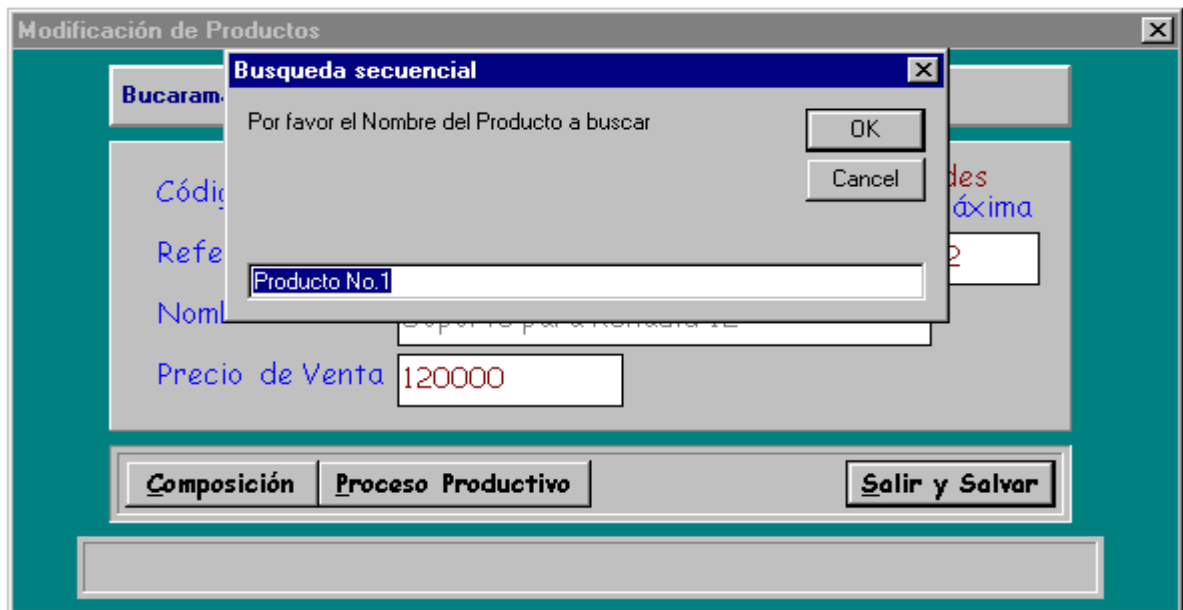 Modificación de Productos
Busqueda secuencial
Bucaram
Por favor el Nombre del Producto a buscar
OK
Cancel
Códig
des
áxima
Refe
2
Producto No.1
Nomb
Precio de Venta 120000
Composición Proceso Productivo Salir y Salvar